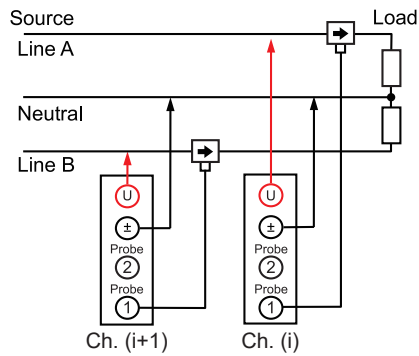 Source
Load
Line A
Neutral
Line B
U
±
Probe
2
Probe
1
Ch. (i+1)
U
±
Probe
2
Probe
1
Ch. (i)